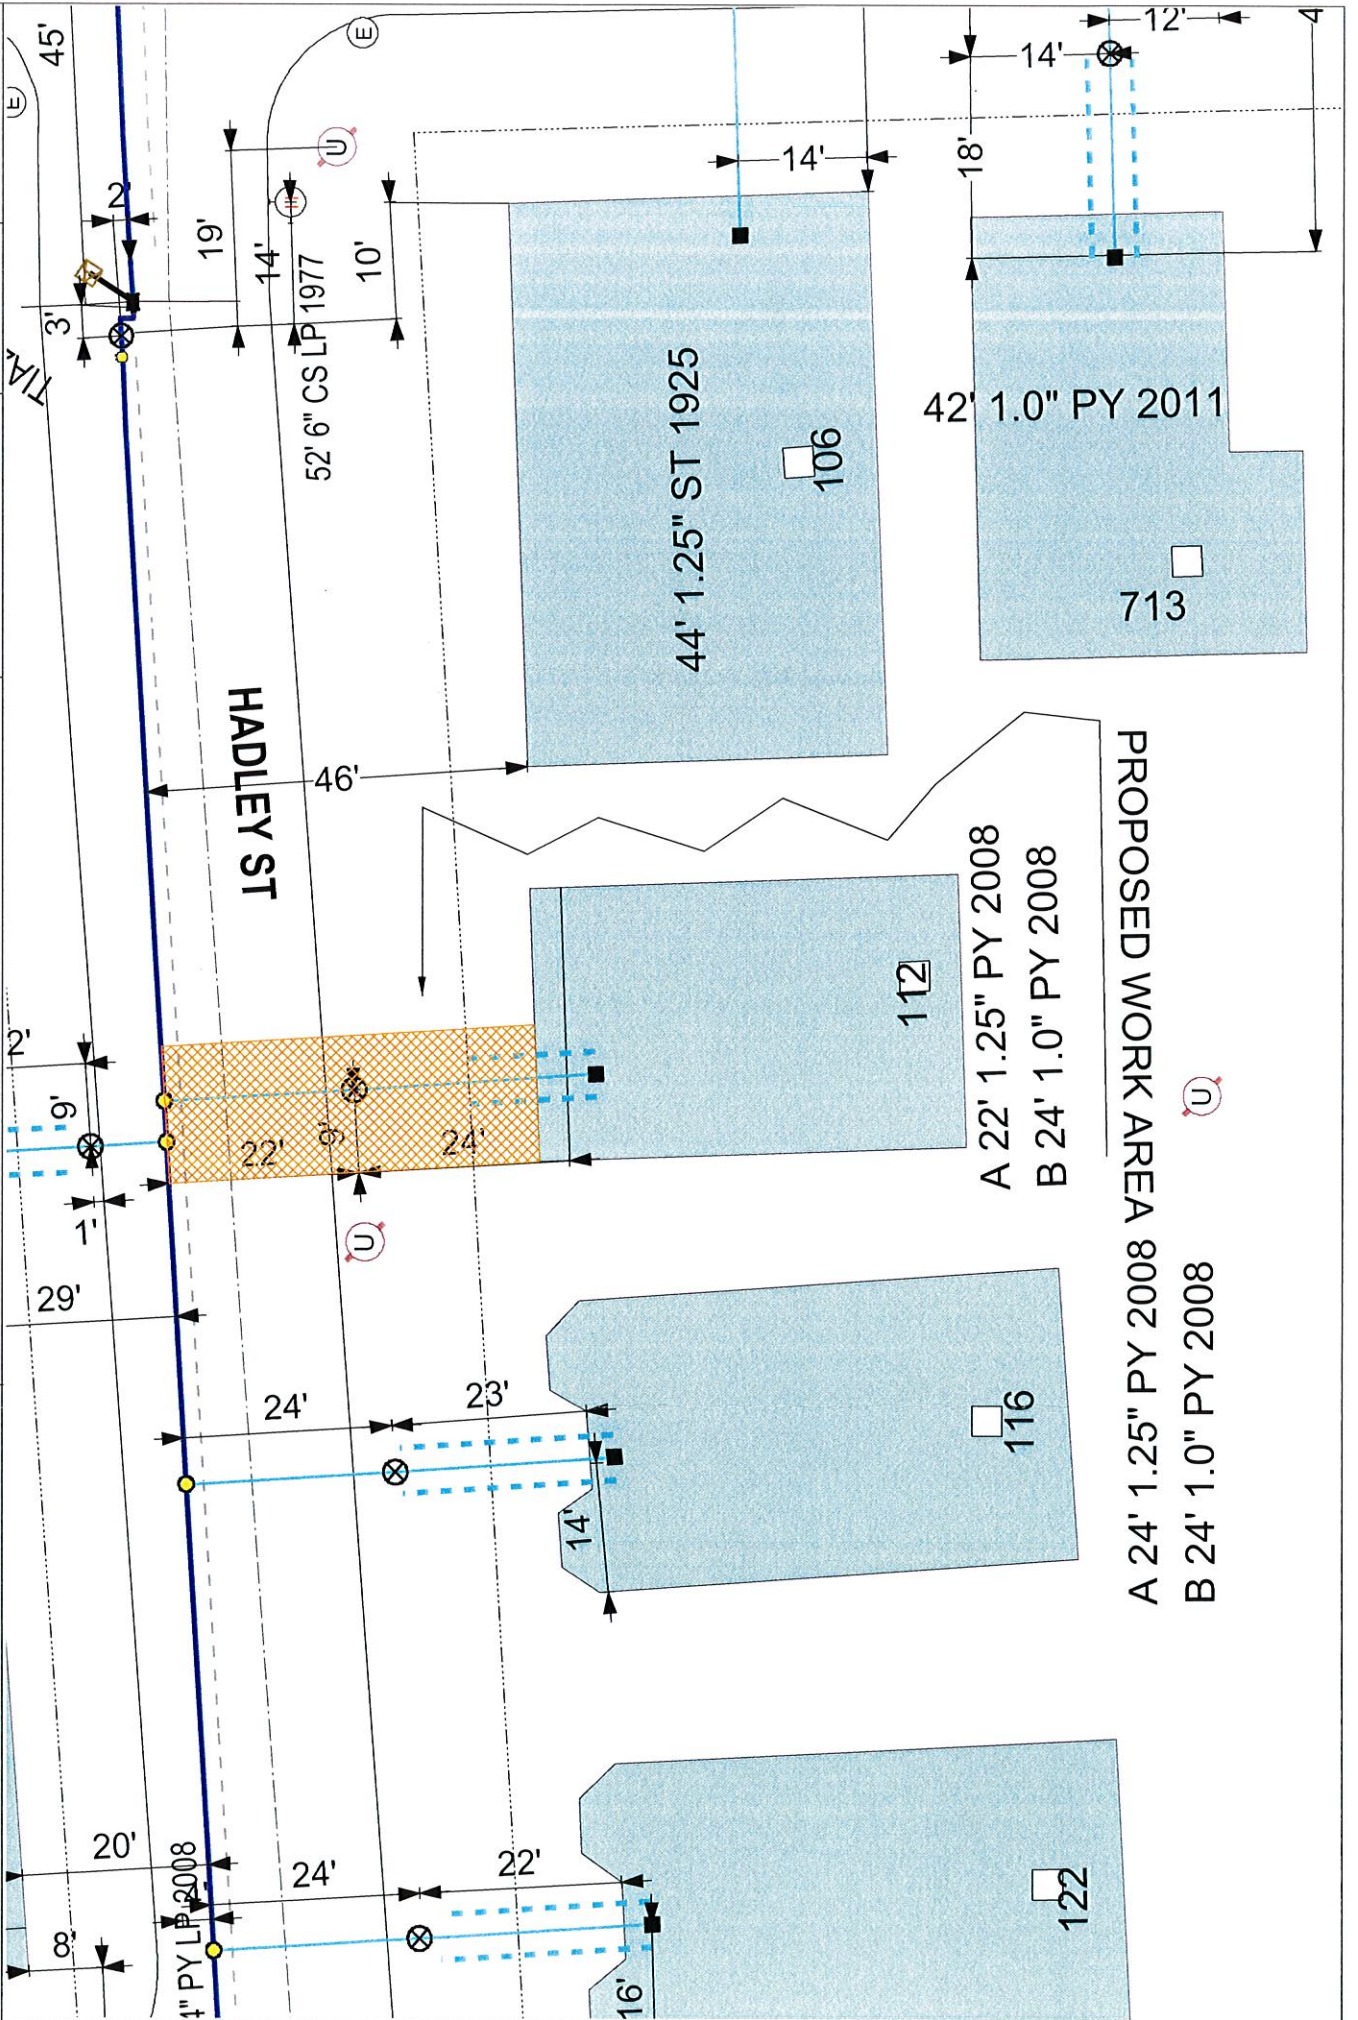 45'
E
E
2'
19'
14'
10'
3'
U
52' 6" CS LP 1977
14'
14'
12'
18'
4
44' 1.25" ST 1925
106
42' 1.0" PY 2011
713
HADLEY ST
46'
PROPOSED WORK AREA
112
A 22' 1.25" PY 2008
B 24' 1.0" PY 2008
2'
9'
1'
22'
9'
24'
U
U
29'
24'
23'
14'
116
A 24' 1.25" PY 2008
B 24' 1.0" PY 2008
20'
8'
4" PY LP 2008
24'
22'
16'
122